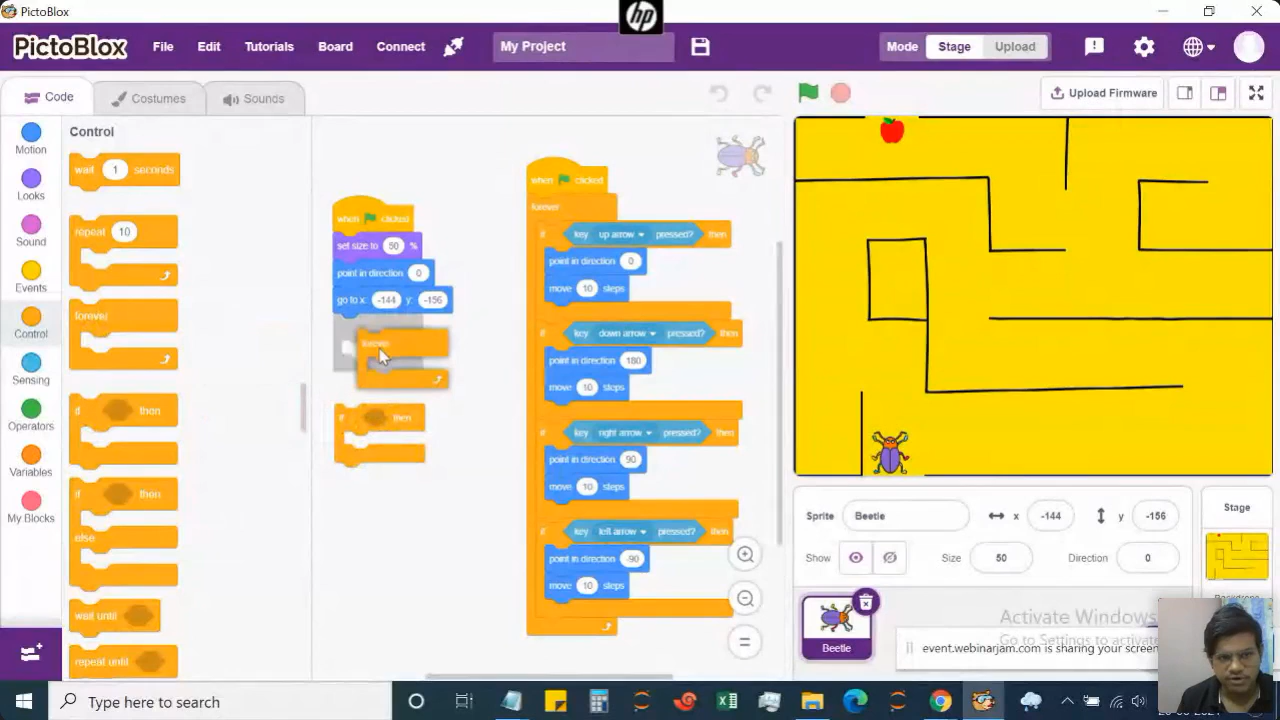 PictoBlox
hp
PictoBlox File Edit Tutorials Board Connect My Project Mode Stage Upload
Code Costumes Sounds Upload Firmware
Motion
Looks
Sound
Events
Control
Sensing
Operators
Variables
My Blocks
Control
wait 1 seconds
repeat 10
forever
if then
if then
else
wait until
repeat until
when clicked
set size to 50 %
point in direction 0
go to x: -144 y: -156
forever
if then
when clicked
forever
if key up arrow pressed? then
point in direction 0
move 10 steps
if key down arrow pressed? then
point in direction 180
move 10 steps
if key right arrow pressed? then
point in direction 90
move 10 steps
if key left arrow pressed? then
point in direction -90
move 10 steps
Sprite Beetle x -144 y -156
Show Size 50 Direction 0
Beetle
Stage
Activate Windows
Go to Settings to activate
event.webinarjam.com is sharing your screen
Type here to search